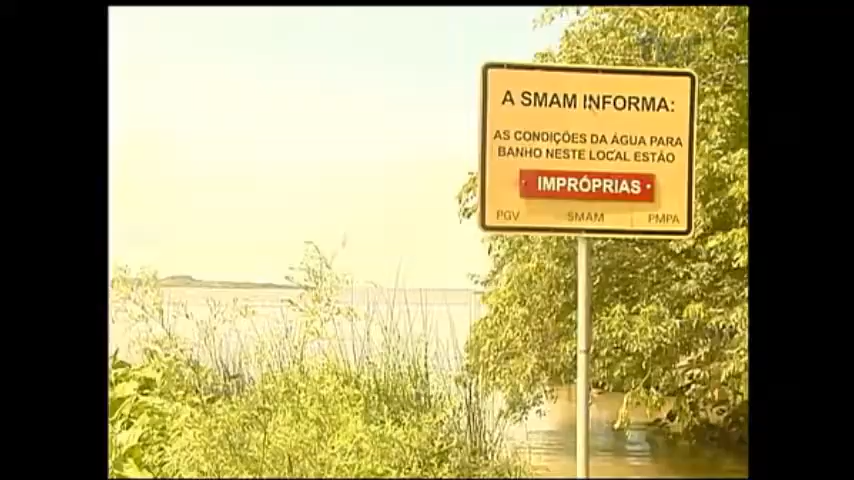 A SMAM INFORMA:
AS CONDIÇÕES DA ÁGUA PARA
BANHO NESTE LOCAL ESTÃO
IMPRÓPRIAS
PGV SMAM PMPA